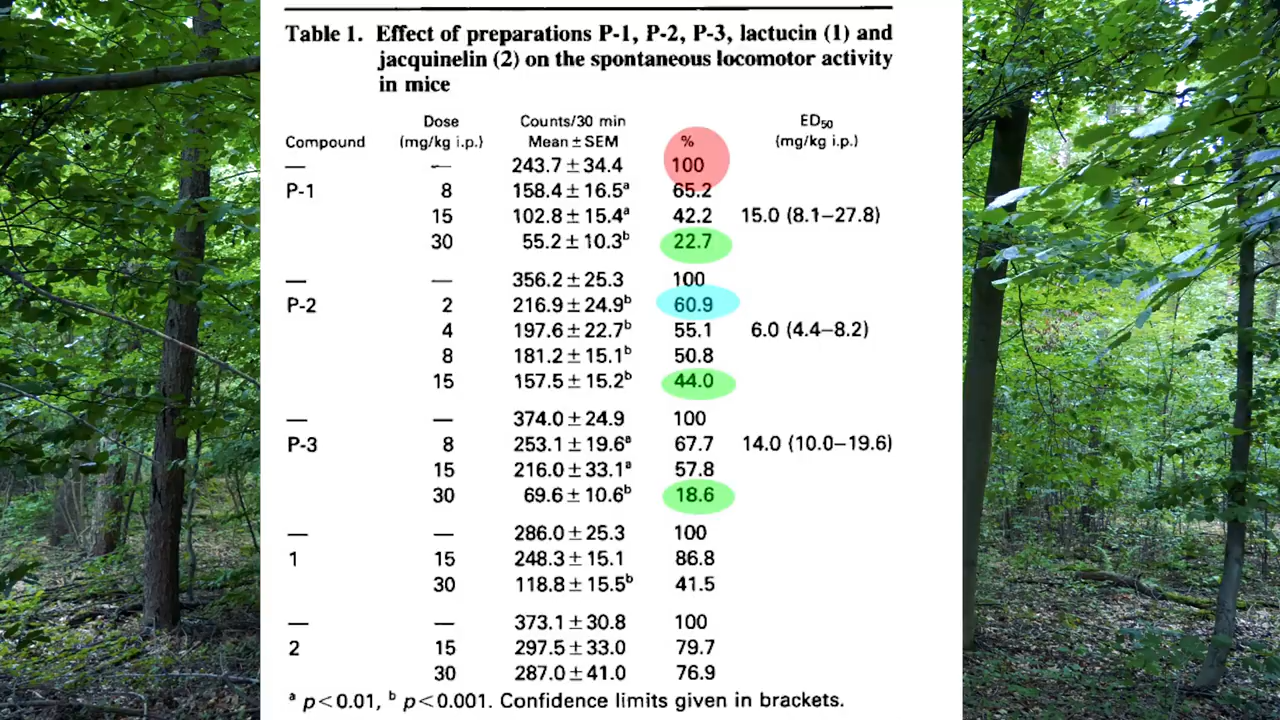 Table 1. Effect of preparations P-1, P-2, P-3, lactucin (1) and
jacquinelin (2) on the spontaneous locomotor activity
in mice
Dose Counts/30 min ED50
Compound (mg/kg i.p.) Mean ± SEM % (mg/kg i.p.)
— — 243.7 ± 34.4 100
P-1 8 158.4 ± 16.5a 65.2
15 102.8 ± 15.4a 42.2 15.0 (8.1–27.8)
30 55.2 ± 10.3b 22.7
— — 356.2 ± 25.3 100
P-2 2 216.9 ± 24.9b 60.9
4 197.6 ± 22.7b 55.1 6.0 (4.4–8.2)
8 181.2 ± 15.1b 50.8
15 157.5 ± 15.2b 44.0
— — 374.0 ± 24.9 100
P-3 8 253.1 ± 19.6a 67.7 14.0 (10.0–19.6)
15 216.0 ± 33.1a 57.8
30 69.6 ± 10.6b 18.6
— — 286.0 ± 25.3 100
1 15 248.3 ± 15.1 86.8
30 118.8 ± 15.5b 41.5
— — 373.1 ± 30.8 100
2 15 297.5 ± 33.0 79.7
30 287.0 ± 41.0 76.9
a p<0.01, b p<0.001. Confidence limits given in brackets.